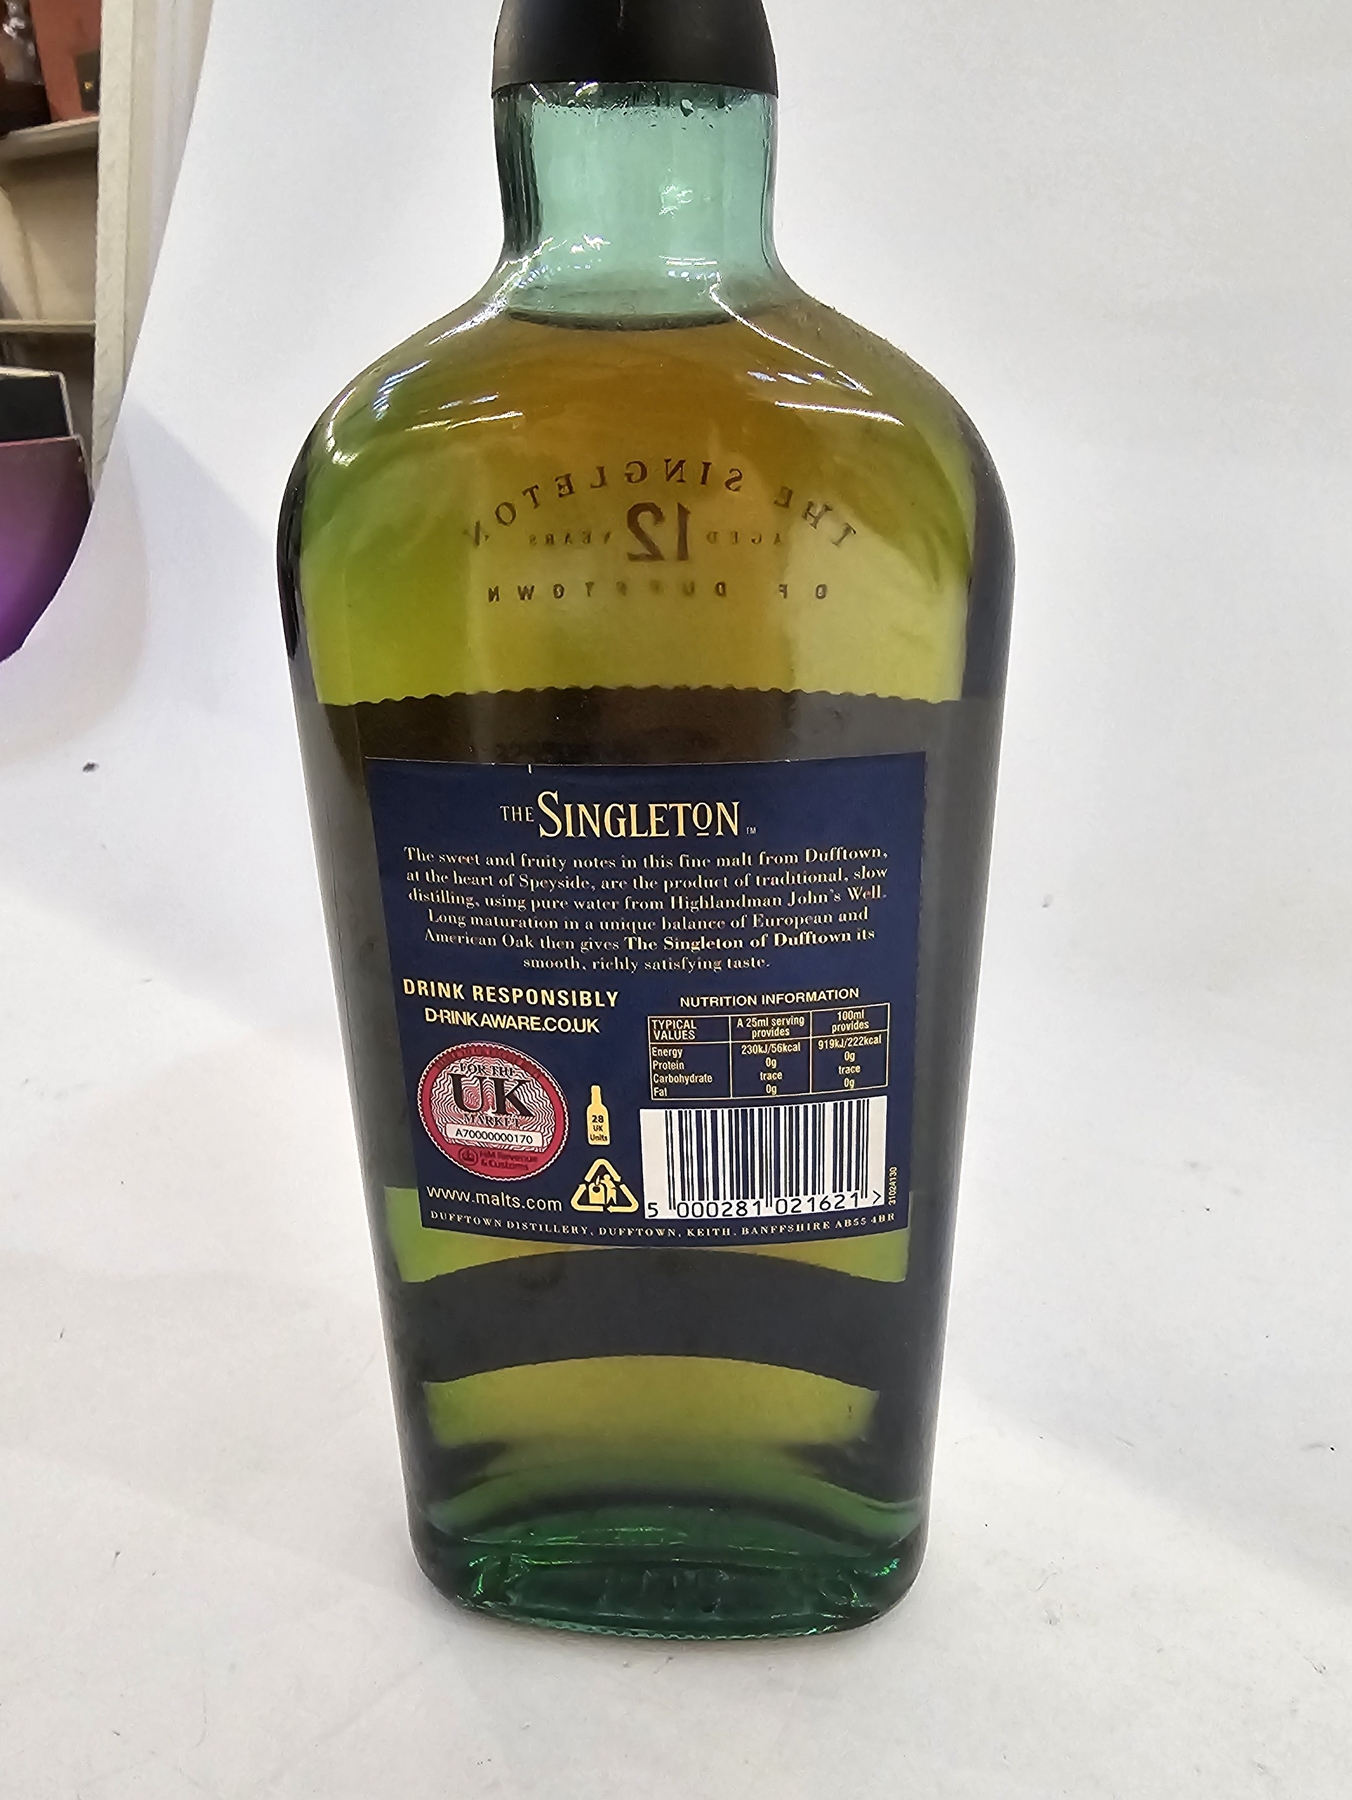 THE SINGLETON
AGED 12 YEARS
OF DUFFTOWN
THE SINGLETON TM
The sweet and fruity notes in this fine malt from Dufftown,
at the heart of Speyside, are the product of traditional, slow
distilling, using pure water from Highlandman John's Well.
Long maturation in a unique balance of European and
American Oak then gives The Singleton of Dufftown its
smooth, richly satisfying taste.
DRINK RESPONSIBLY
DRINKAWARE.CO.UK
FOR THE
UK
MARKET
A70000000170
HM Revenue
& Customs
28
UK
Units
www.malts.com
NUTRITION INFORMATION
TYPICAL VALUES A 25ml serving provides 100ml provides
Energy 230kJ/56kcal 919kJ/222kcal
Protein 0g 0g
Carbohydrate trace trace
Fat 0g 0g
5 000281 021621 >
31024130
DUFFTOWN DISTILLERY, DUFFTOWN, KEITH, BANFFSHIRE AB55 4BR